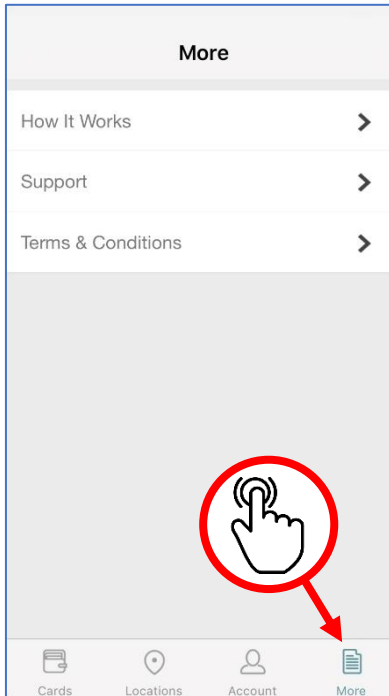 More
How It Works
Support
Terms & Conditions
Cards Locations Account More